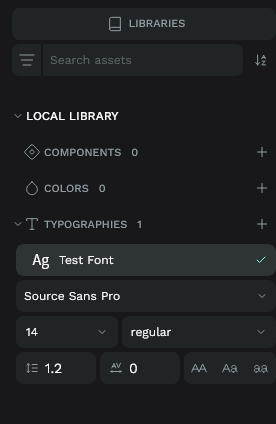 LIBRARIES
Search assets
LOCAL LIBRARY
COMPONENTS 0
COLORS 0
TYPOGRAPHIES 1
Ag Test Font
Source Sans Pro
14 regular
1.2 AV 0 AA Aa aa